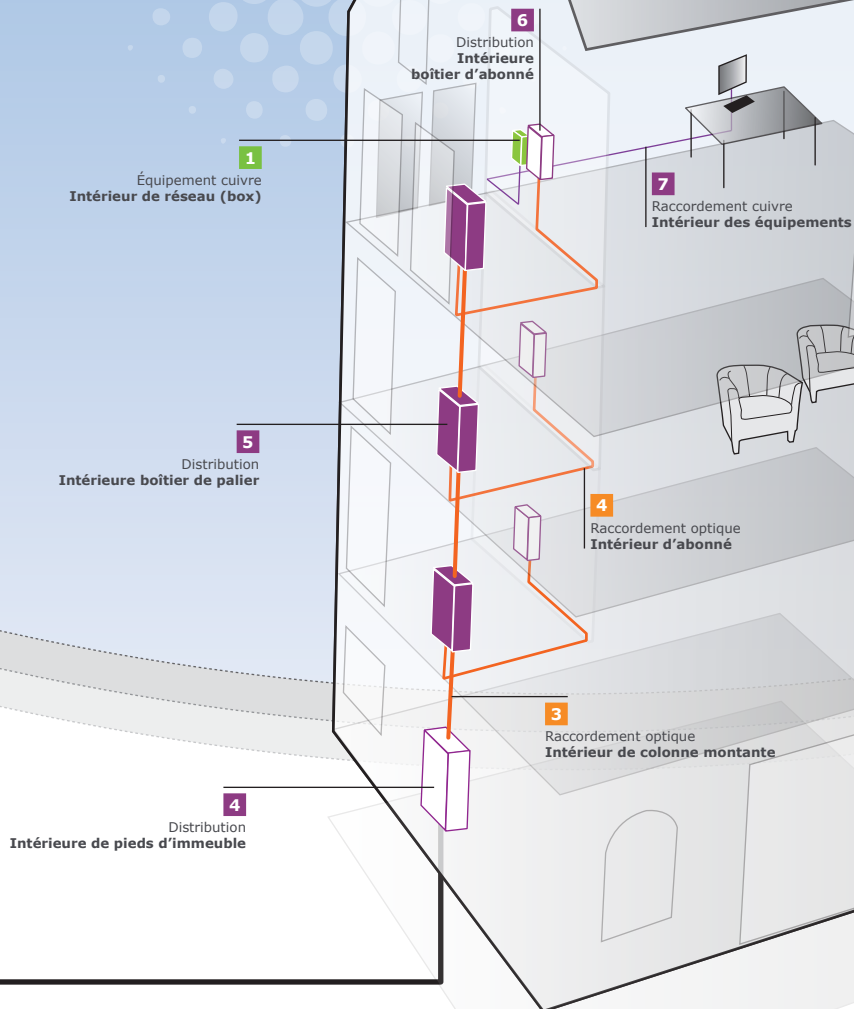 6
Distribution
Intérieure
boîtier d'abonné
1
Équipement cuivre
Intérieur de réseau (box)
7
Raccordement cuivre
Intérieur des équipements
5
Distribution
Intérieure boîtier de palier
4
Raccordement optique
Intérieur d'abonné
3
Raccordement optique
Intérieur de colonne montante
4
Distribution
Intérieure de pieds d'immeuble